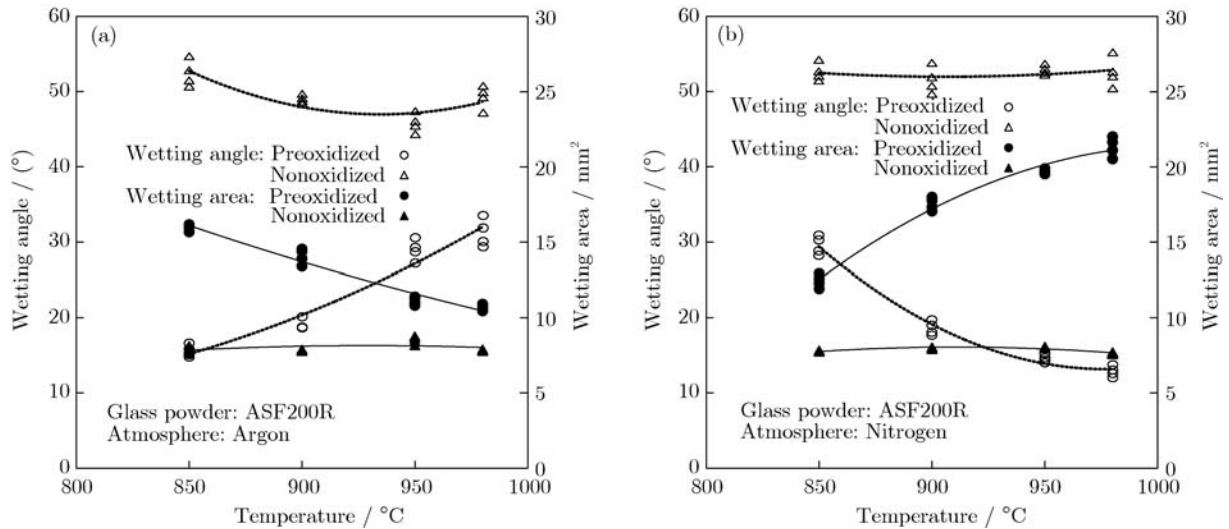 (a)
60
50
40
30
20
10
0
Wetting angle / (°)
30
25
20
15
10
5
0
Wetting area / mm²
Wetting angle: Preoxidized
Nonoxidized
Wetting area: Preoxidized
Nonoxidized
Glass powder: ASF200R
Atmosphere: Argon
800 850 900 950 1000
Temperature / °C
(b)
60
50
40
30
20
10
0
Wetting angle / (°)
30
25
20
15
10
5
0
Wetting area / mm²
Wetting angle: Preoxidized
Nonoxidized
Wetting area: Preoxidized
Nonoxidized
Glass powder: ASF200R
Atmosphere: Nitrogen
800 850 900 950 1000
Temperature / °C